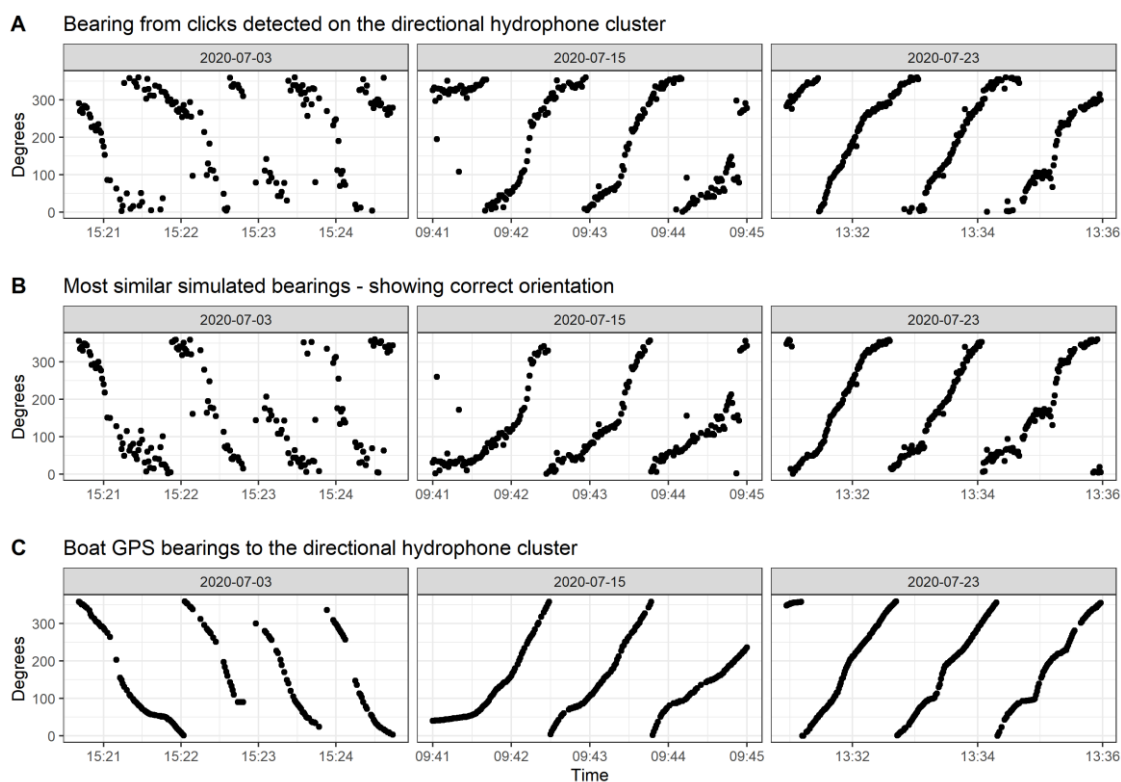 A Bearing from clicks detected on the directional hydrophone cluster
2020-07-03 2020-07-15 2020-07-23
Degrees
300
200
100
0
15:21 15:22 15:23 15:24 09:41 09:42 09:43 09:44 09:45 13:32 13:34 13:36
B Most similar simulated bearings - showing correct orientation
2020-07-03 2020-07-15 2020-07-23
Degrees
300
200
100
0
15:21 15:22 15:23 15:24 09:41 09:42 09:43 09:44 09:45 13:32 13:34 13:36
C Boat GPS bearings to the directional hydrophone cluster
2020-07-03 2020-07-15 2020-07-23
Degrees
300
200
100
0
15:21 15:22 15:23 15:24 09:41 09:42 09:43 09:44 09:45 13:32 13:34 13:36
Time